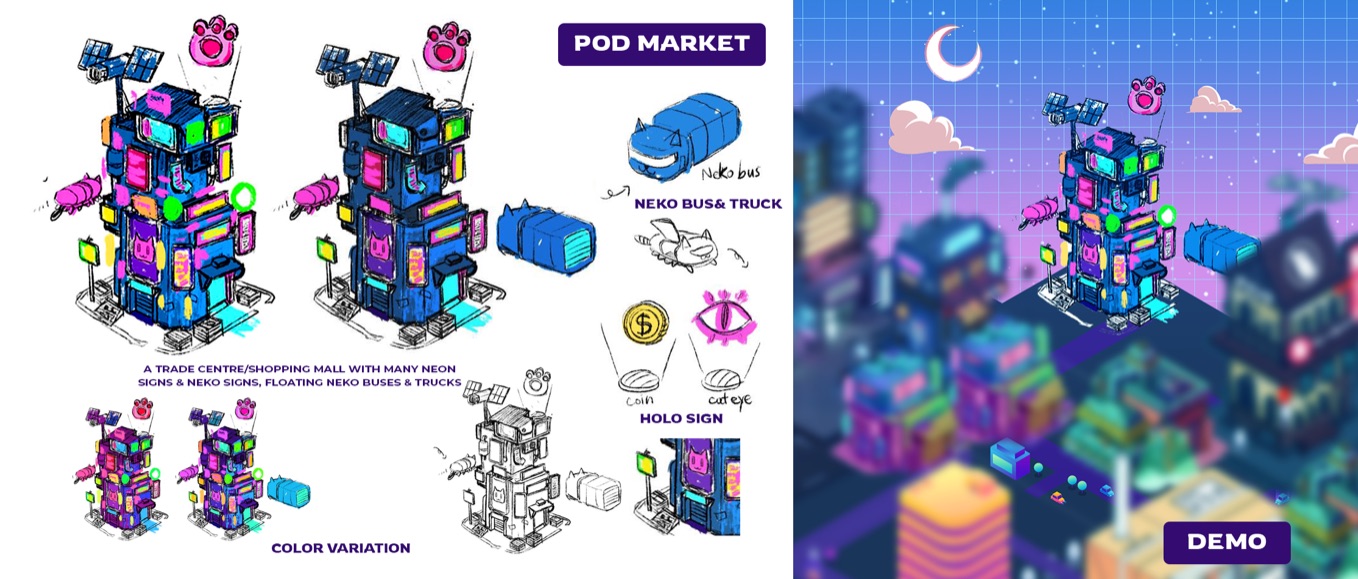 POD MARKET
Neko bus
NEKO BUS& TRUCK
A TRADE CENTRE/SHOPPING MALL WITH MANY NEON
SIGNS & NEKO SIGNS, FLOATING NEKO BUSES & TRUCKS
$
coin
cat eye
HOLO SIGN
COLOR VARIATION
DEMO